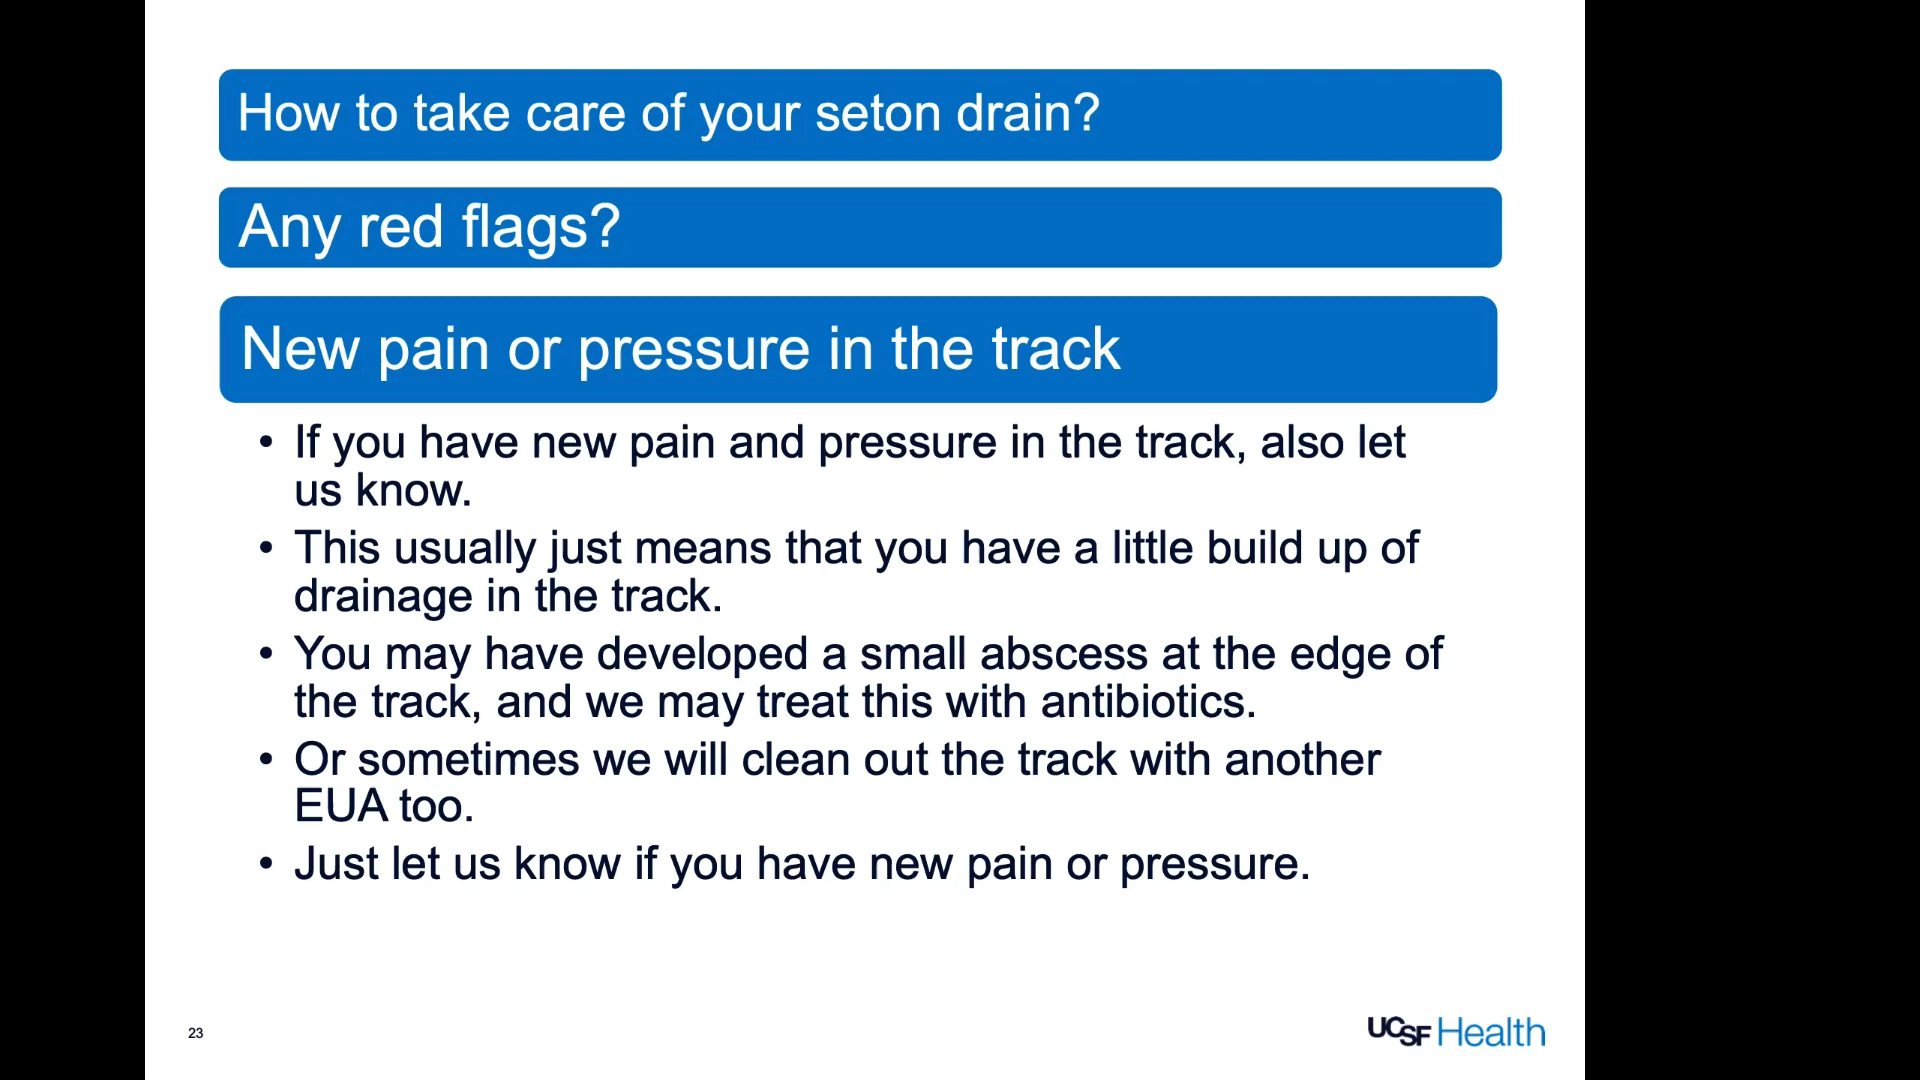 How to take care of your seton drain?
Any red flags?
New pain or pressure in the track
• If you have new pain and pressure in the track, also let
us know.
• This usually just means that you have a little build up of
drainage in the track.
• You may have developed a small abscess at the edge of
the track, and we may treat this with antibiotics.
• Or sometimes we will clean out the track with another
EUA too.
• Just let us know if you have new pain or pressure.
23
UCSF Health